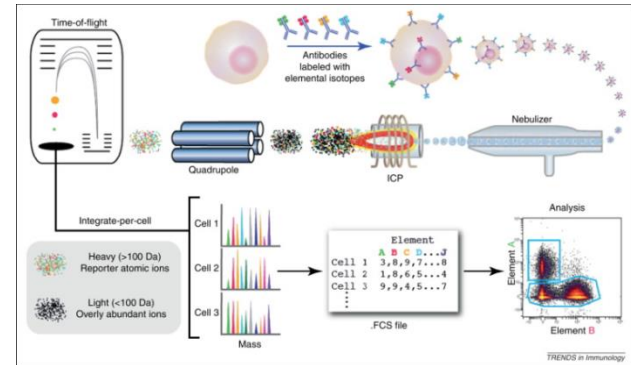 Time-of-flight
Antibodies
labeled with
elemental isotopes
Nebulizer
Quadrupole
ICP
Integrate-per-cell
Heavy (>100 Da)
Reporter atomic ions
Light (<100 Da)
Overly abundant ions
Cell 1
Cell 2
Cell 3
Mass
Element
A B C D...J
Cell 1 3,8,9,7...8
Cell 2 1,8,6,5...4
Cell 3 9,9,4,5...7
.FCS file
Analysis
Element A
Element B
TRENDS in Immunology